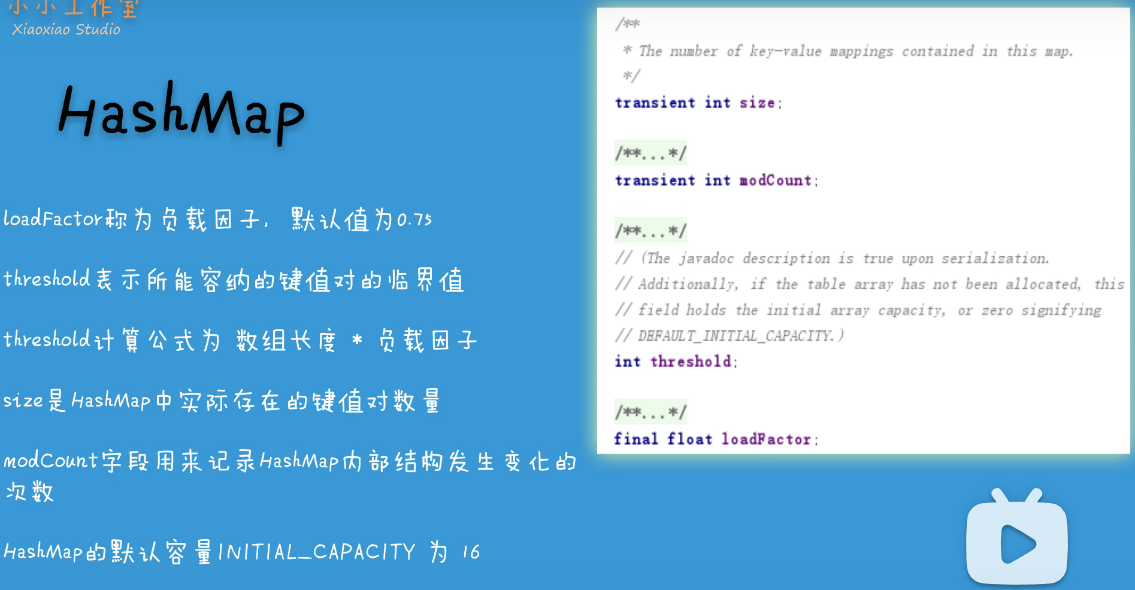 小小工作室
Xiaoxiao Studio
HashMap
loadFactor称为负载因子，默认值为0.75
threshold表示所能容纳的键值对的临界值
threshold计算公式为 数组长度 * 负载因子
size是HashMap中实际存在的键值对数量
modCount字段用来记录HashMap内部结构发生变化的
次数
HashMap的默认容量INITIAL_CAPACITY 为 16
/**
* The number of key-value mappings contained in this map.
*/
transient int size;
/**...*/
transient int modCount;
/**...*/
// (The javadoc description is true upon serialization.
// Additionally, if the table array has not been allocated, this
// field holds the initial array capacity, or zero signifying
// DEFAULT_INITIAL_CAPACITY.)
int threshold;
/**...*/
final float loadFactor;